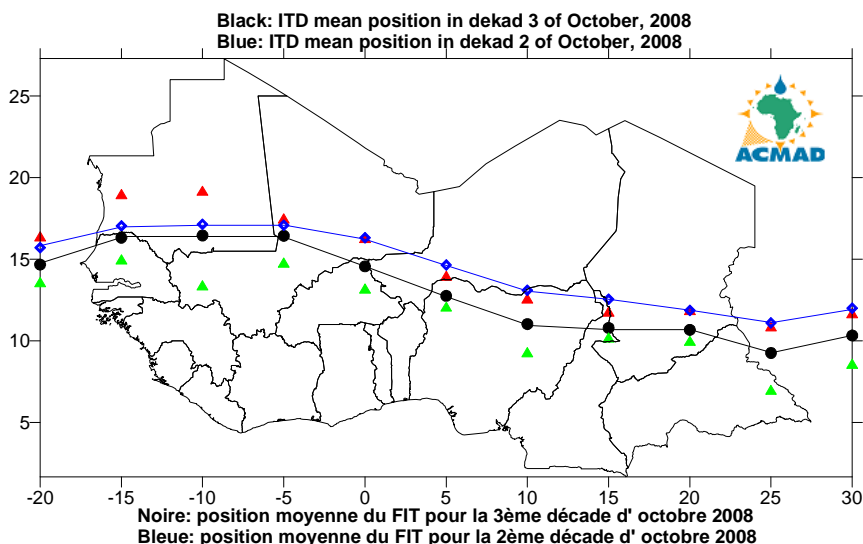 Black: ITD mean position in dekad 3 of October, 2008
Blue: ITD mean position in dekad 2 of October, 2008
25
20
15
10
5
ACMAD
-20 -15 -10 -5 0 5 10 15 20 25 30
Noire: position moyenne du FIT pour la 3ème décade d' octobre 2008
Bleue: position moyenne du FIT pour la 2ème décade d' octobre 2008